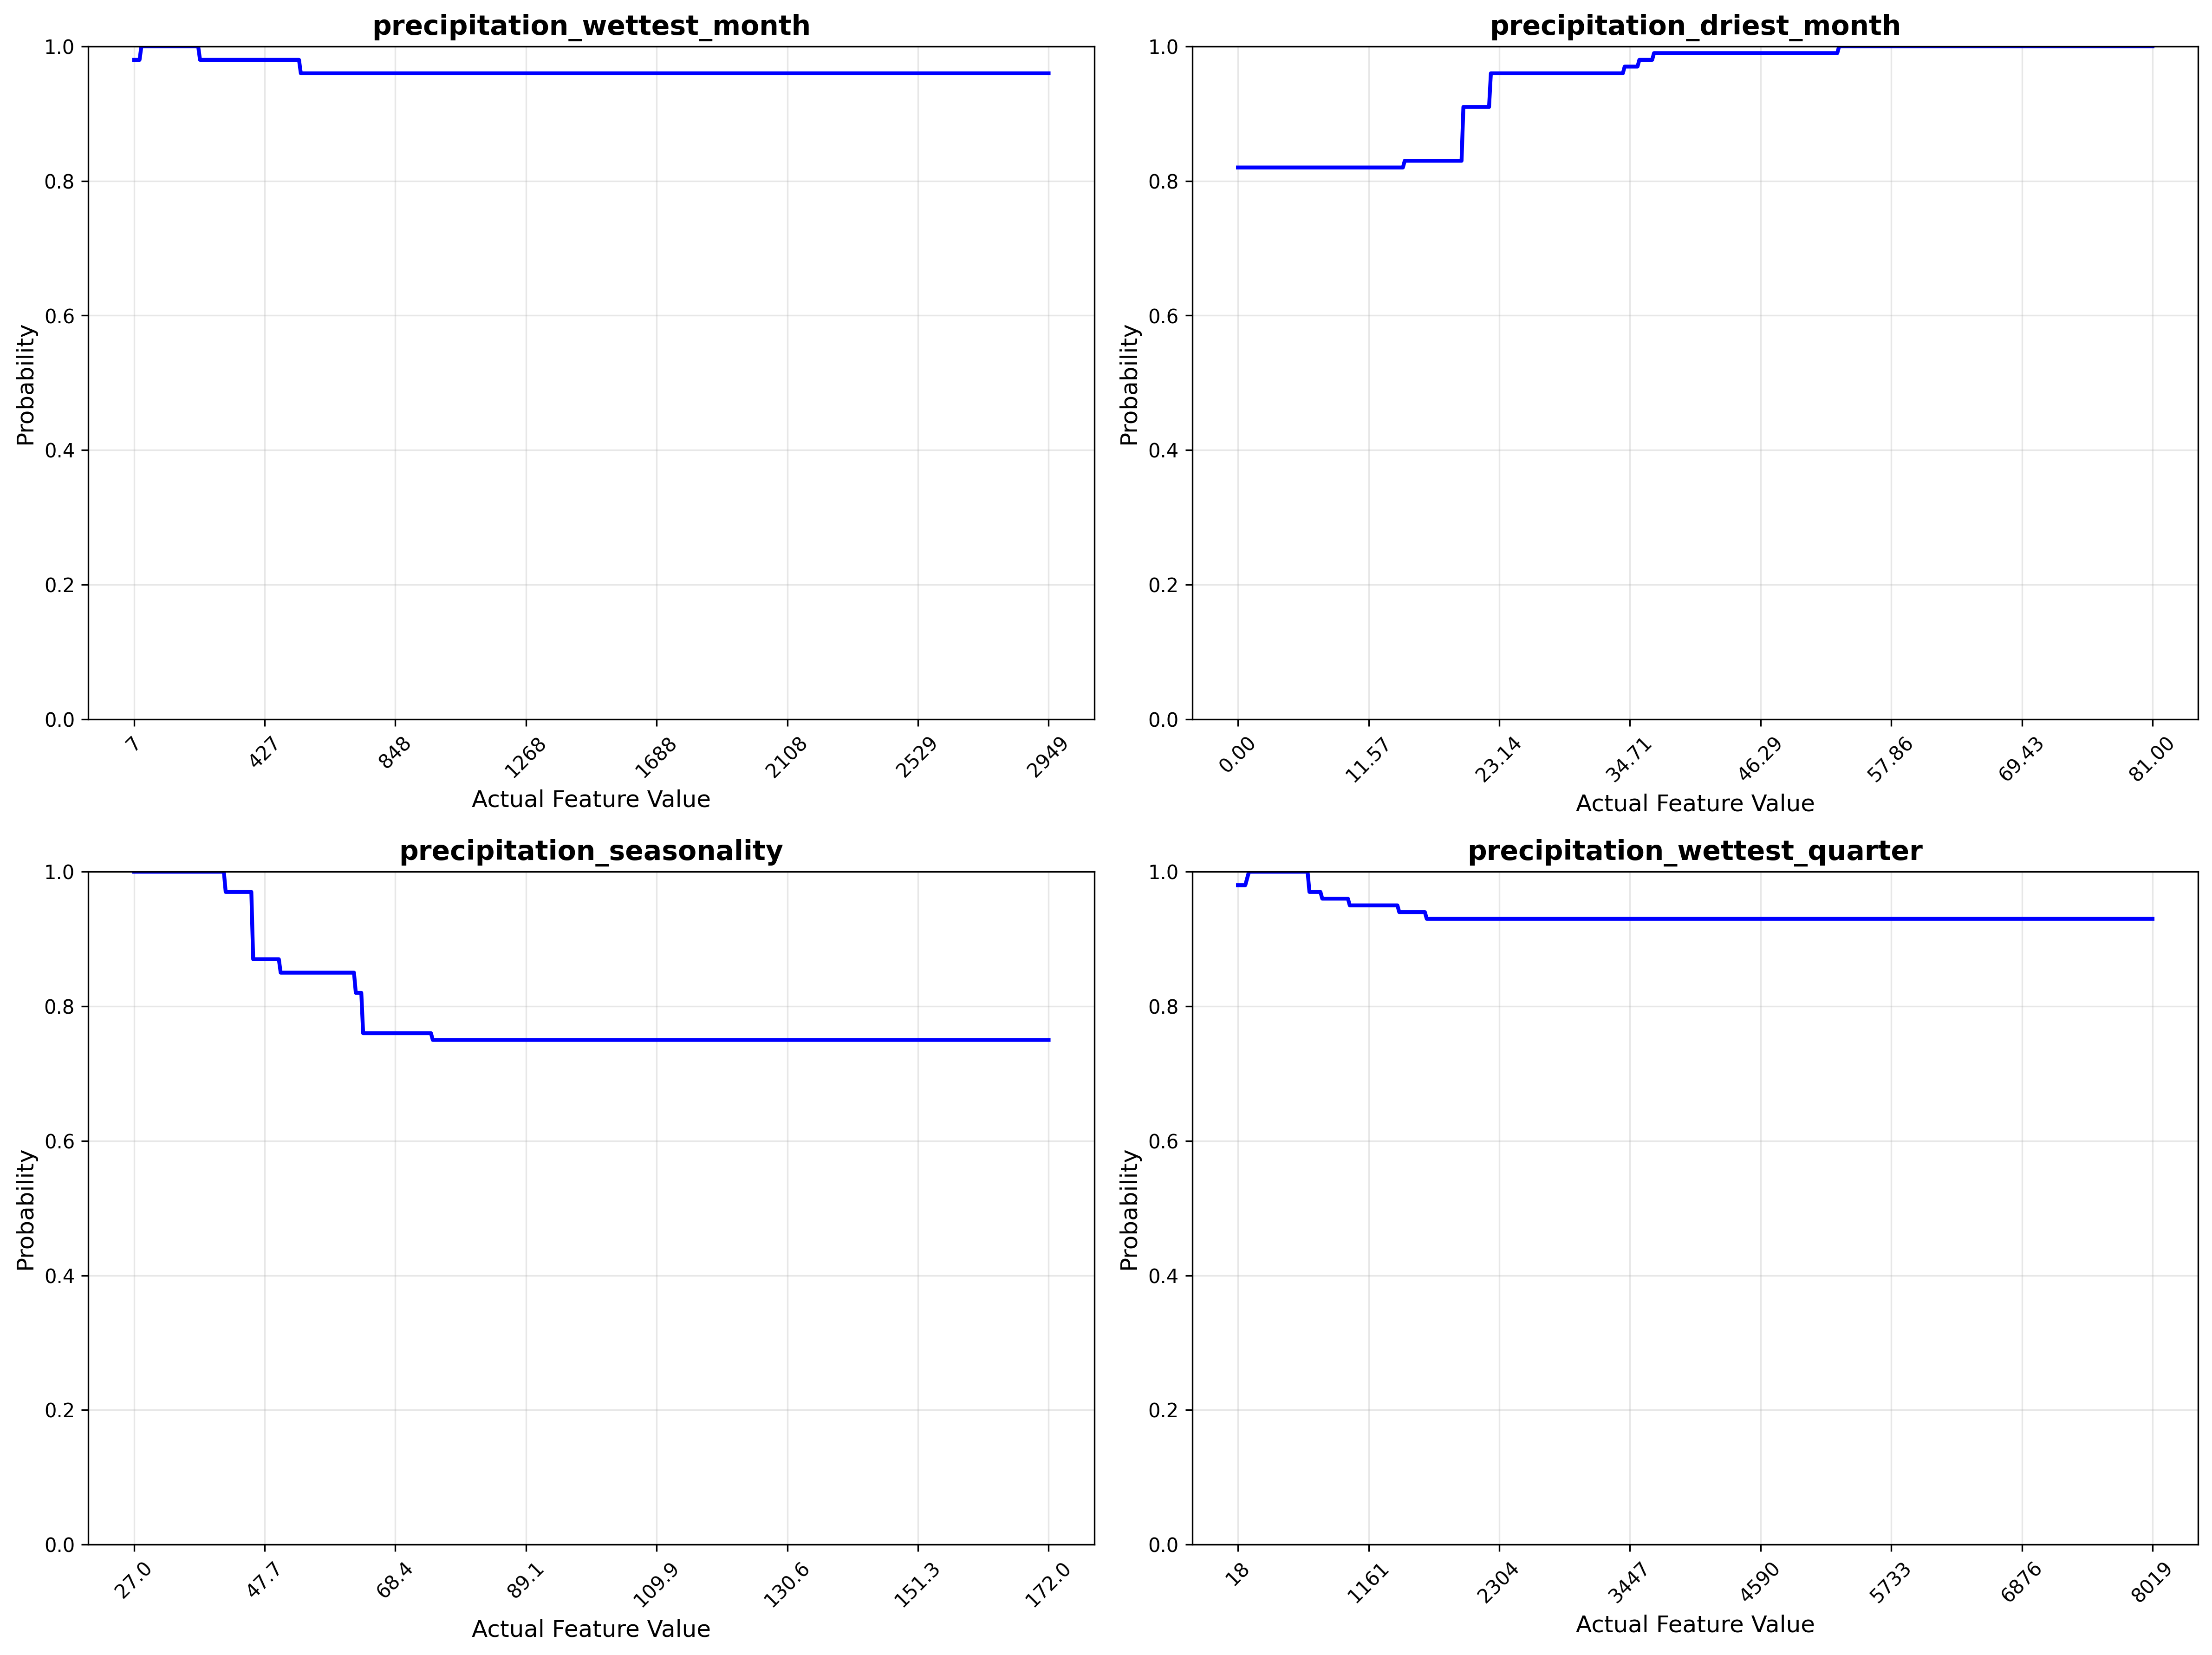 precipitation_wettest_month
1.0
0.8
0.6
0.4
0.2
0.0
Probability
7 427 848 1268 1688 2108 2529 2949
Actual Feature Value
precipitation_driest_month
1.0
0.8
0.6
0.4
0.2
0.0
Probability
0.00 11.57 23.14 34.71 46.29 57.86 69.43 81.00
Actual Feature Value
precipitation_seasonality
1.0
0.8
0.6
0.4
0.2
0.0
Probability
27.0 47.7 68.4 89.1 109.9 130.6 151.3 172.0
Actual Feature Value
precipitation_wettest_quarter
1.0
0.8
0.6
0.4
0.2
0.0
Probability
18 1161 2304 3447 4590 5733 6876 8019
Actual Feature Value